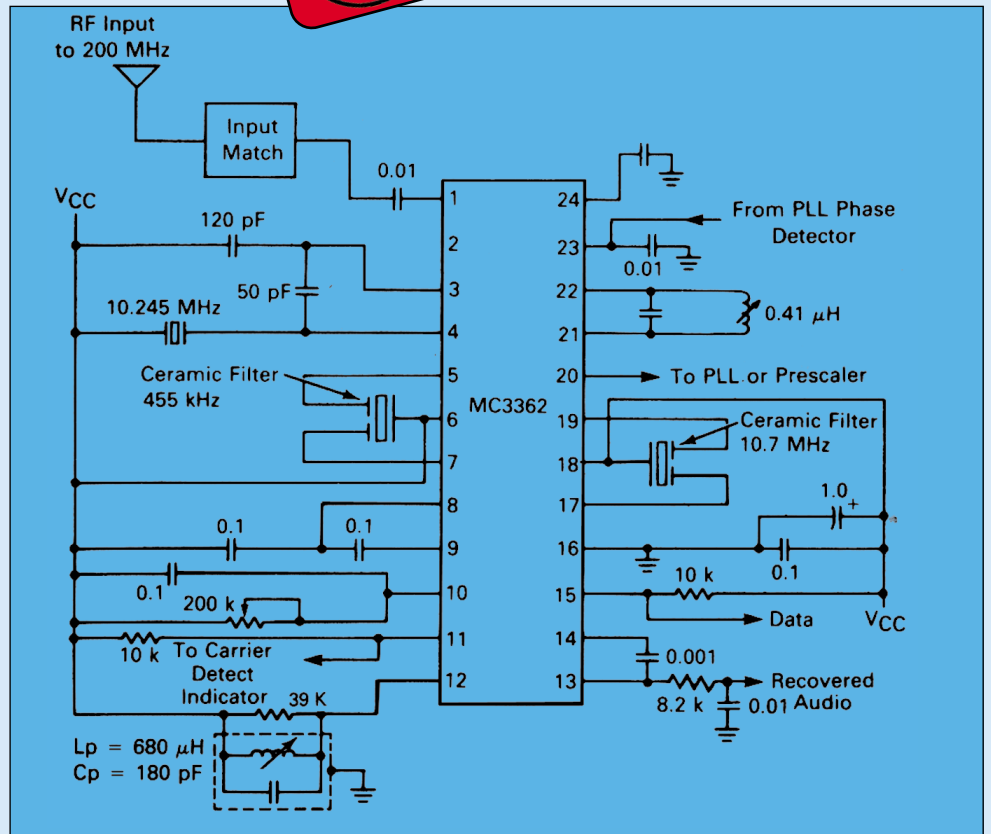 RF Input
to 200 MHz
Input
Match
0.01
VCC
120 pF
50 pF
10.245 MHz
Ceramic Filter
455 kHz
0.1
0.1
0.1
200 k
10 k
To Carrier
Detect
Indicator
39 K
Lp = 680 μH
Cp = 180 pF
1
2
3
4
5
6
7
8
9
10
11
12
MC3362
24
23
22
21
20
19
18
17
16
15
14
13
From PLL Phase
Detector
0.01
0.41 μH
To PLL or Prescaler
Ceramic Filter
10.7 MHz
1.0
+
0.1
10 k
VCC
Data
0.001
8.2 k
0.01
Recovered
Audio